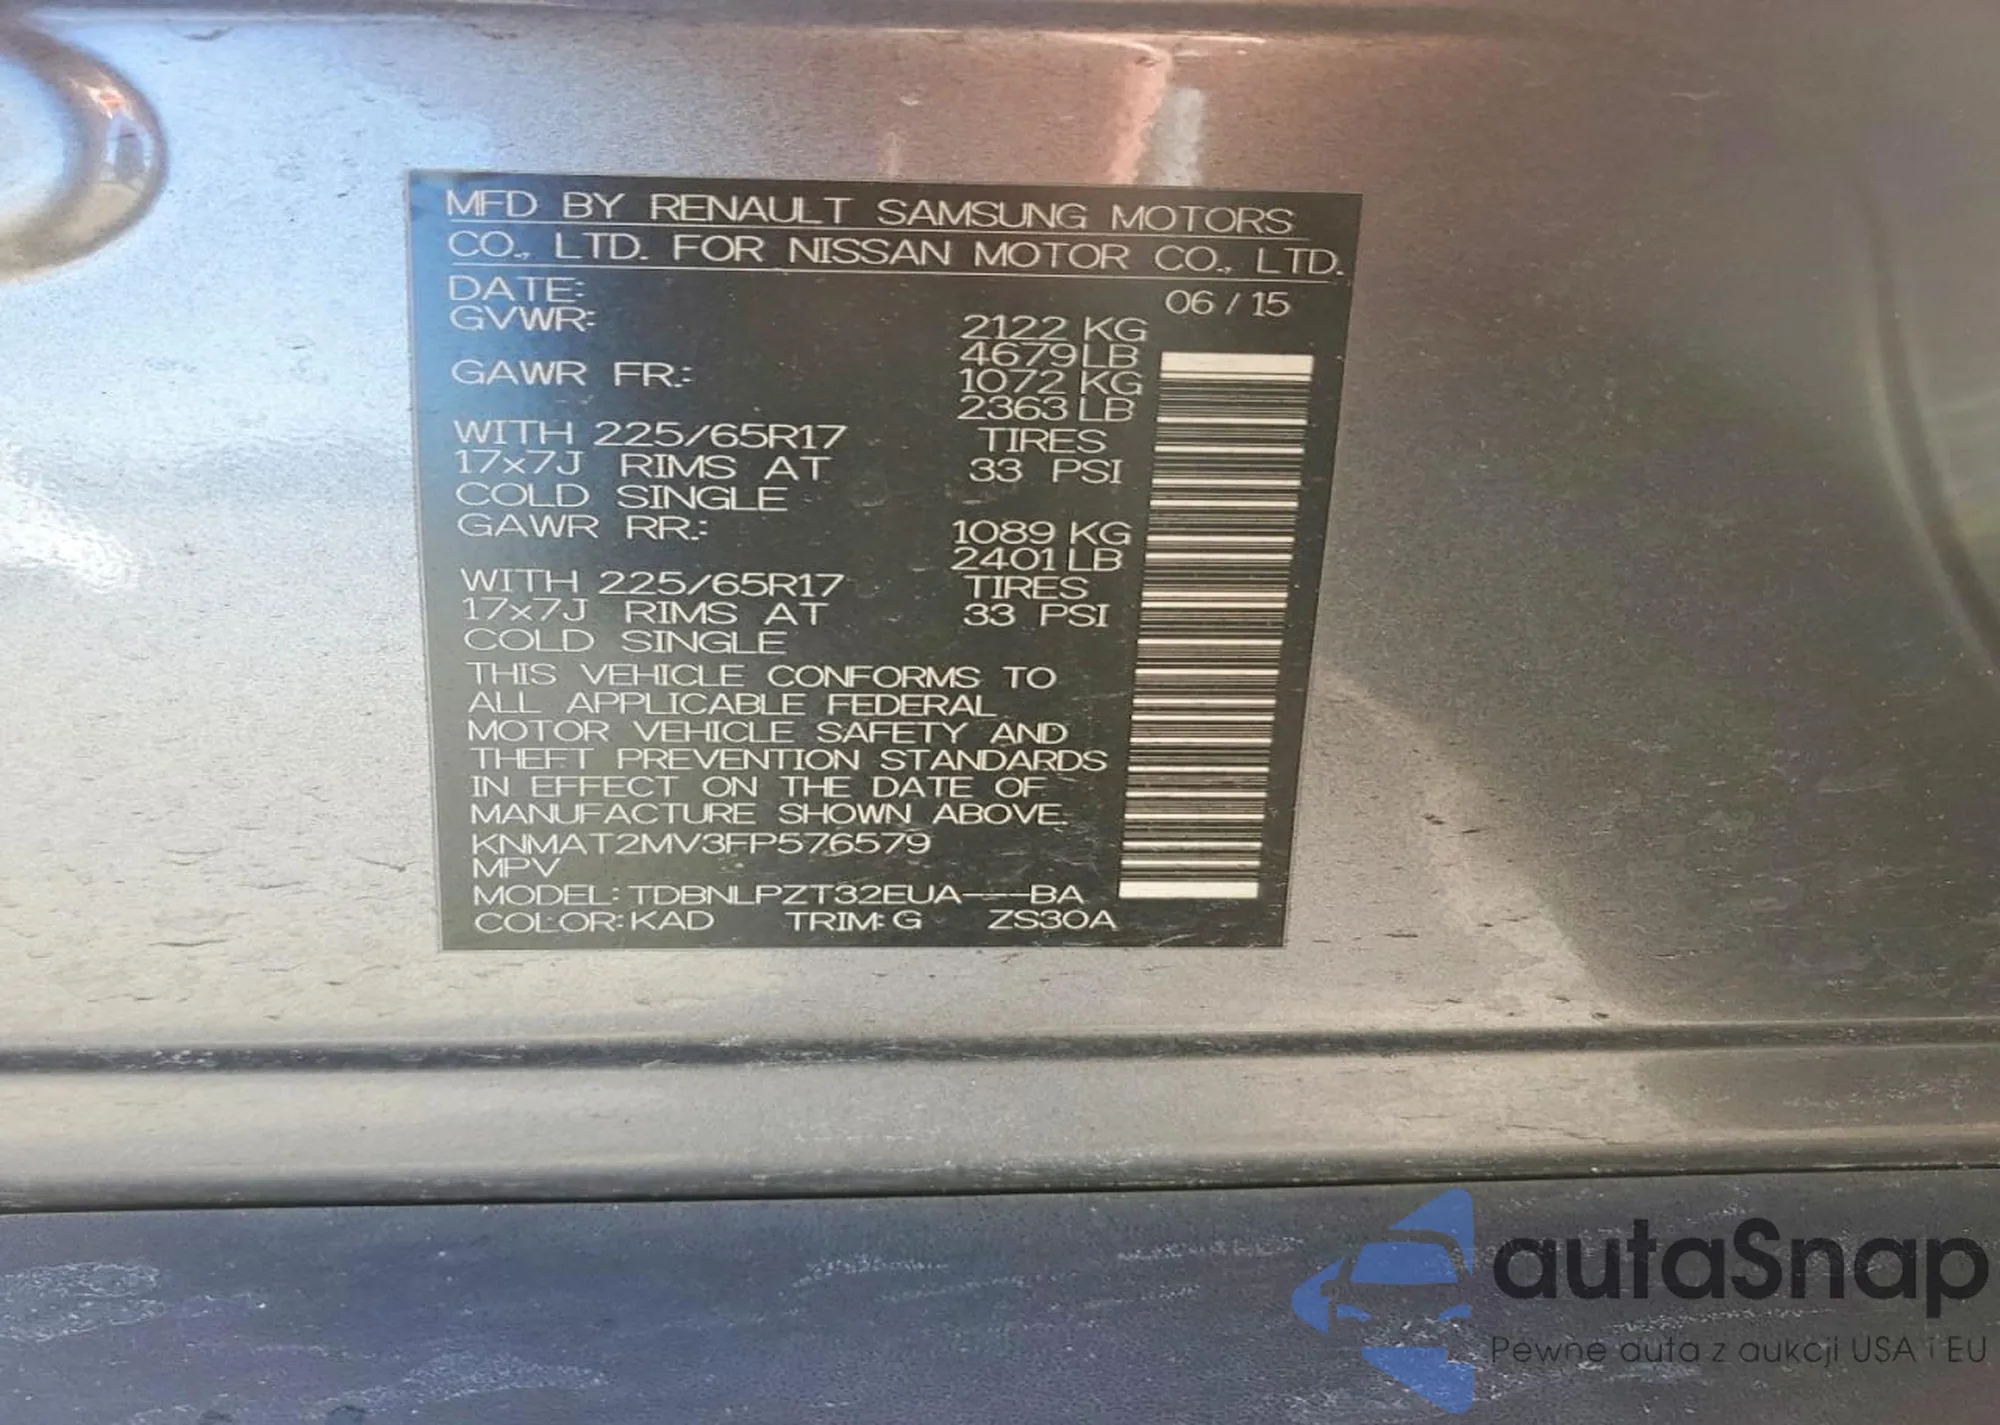 MFD BY RENAULT SAMSUNG MOTORS
CO., LTD. FOR NISSAN MOTOR CO., LTD.
DATE: 06 / 15
GVWR: 2122 KG
4679 LB
GAWR FR.: 1072 KG
2363 LB
WITH 225/65R17 TIRES
17x7J RIMS AT 33 PSI
COLD SINGLE
GAWR RR.: 1089 KG
2401 LB
WITH 225/65R17 TIRES
17x7J RIMS AT 33 PSI
COLD SINGLE
THIS VEHICLE CONFORMS TO
ALL APPLICABLE FEDERAL
MOTOR VEHICLE SAFETY AND
THEFT PREVENTION STANDARDS
IN EFFECT ON THE DATE OF
MANUFACTURE SHOWN ABOVE.
KNMAT2MV3FP576579
MPV
MODEL: TDBNLPZT32EUA---BA
COLOR: KAD TRIM: G ZS30A
autaSnap
Pewne auta z aukcji USA i EU